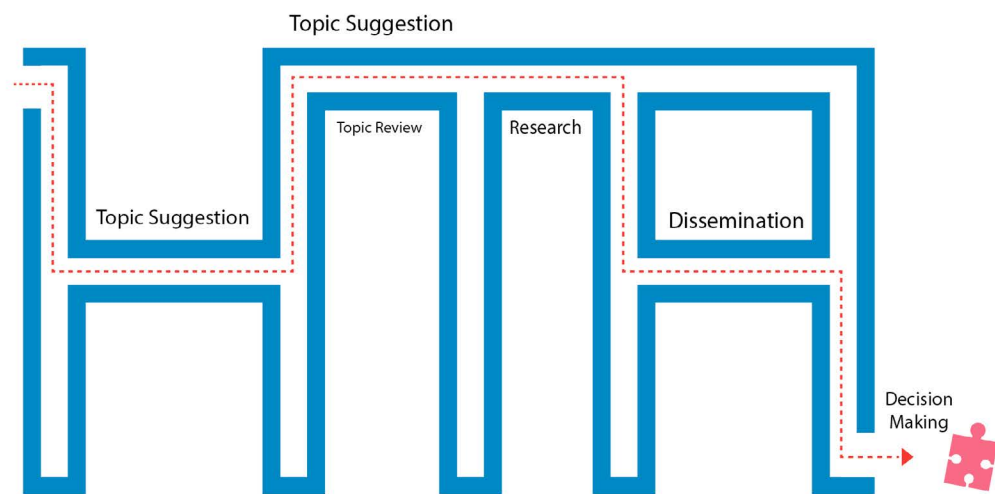 Topic Suggestion
Topic Review
Research
Topic Suggestion
Dissemination
Decision
Making